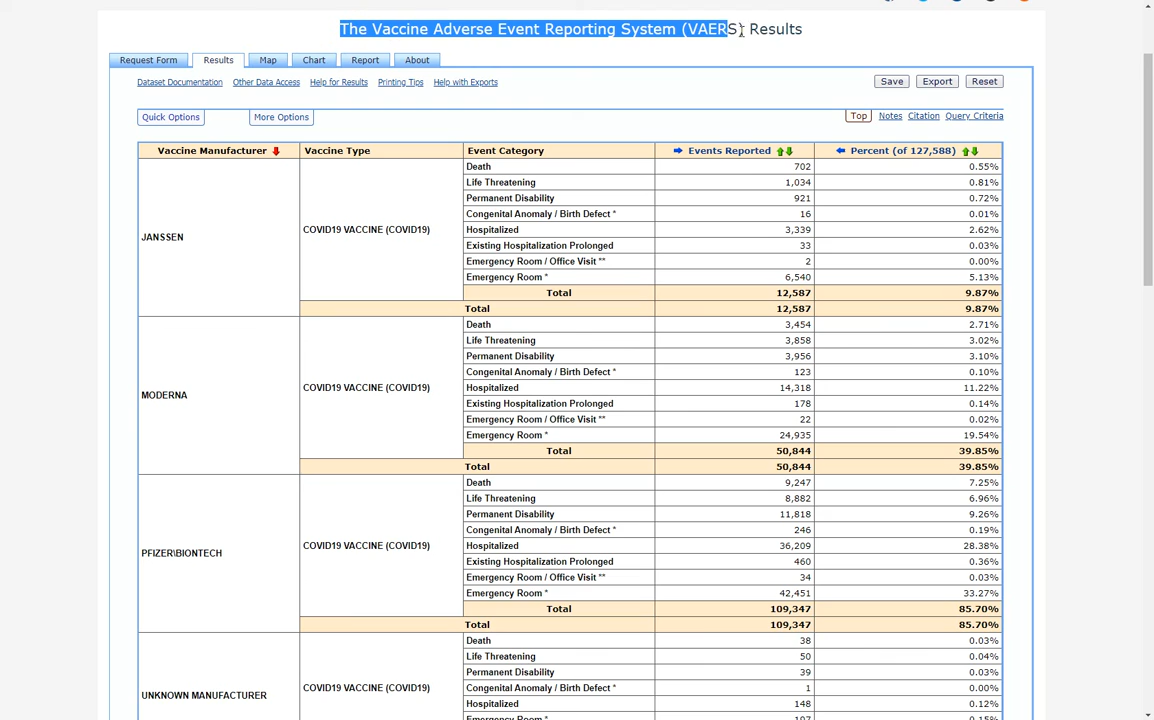 The Vaccine Adverse Event Reporting System (VAERS) Results
Request Form Results Map Chart Report About
Dataset Documentation Other Data Access Help for Results Printing Tips Help with Exports Save Export Reset
Quick Options More Options Top Notes Citation Query Criteria
Vaccine Manufacturer Vaccine Type Event Category Events Reported Percent (of 127,588)
JANSSEN COVID19 VACCINE (COVID19)
Death 702 0.55%
Life Threatening 1,034 0.81%
Permanent Disability 921 0.72%
Congenital Anomaly / Birth Defect * 16 0.01%
Hospitalized 3,339 2.62%
Existing Hospitalization Prolonged 33 0.03%
Emergency Room / Office Visit ** 2 0.00%
Emergency Room * 6,540 5.13%
Total 12,587 9.87%
Total 12,587 9.87%
MODERNA COVID19 VACCINE (COVID19)
Death 3,454 2.71%
Life Threatening 3,858 3.02%
Permanent Disability 3,956 3.10%
Congenital Anomaly / Birth Defect * 123 0.10%
Hospitalized 14,318 11.22%
Existing Hospitalization Prolonged 178 0.14%
Emergency Room / Office Visit ** 22 0.02%
Emergency Room * 24,935 19.54%
Total 50,844 39.85%
Total 50,844 39.85%
PFIZER\BIONTECH COVID19 VACCINE (COVID19)
Death 9,247 7.25%
Life Threatening 8,882 6.96%
Permanent Disability 11,818 9.26%
Congenital Anomaly / Birth Defect * 246 0.19%
Hospitalized 36,209 28.38%
Existing Hospitalization Prolonged 460 0.36%
Emergency Room / Office Visit ** 34 0.03%
Emergency Room * 42,451 33.27%
Total 109,347 85.70%
Total 109,347 85.70%
UNKNOWN MANUFACTURER COVID19 VACCINE (COVID19)
Death 38 0.03%
Life Threatening 50 0.04%
Permanent Disability 39 0.03%
Congenital Anomaly / Birth Defect * 1 0.00%
Hospitalized 148 0.12%